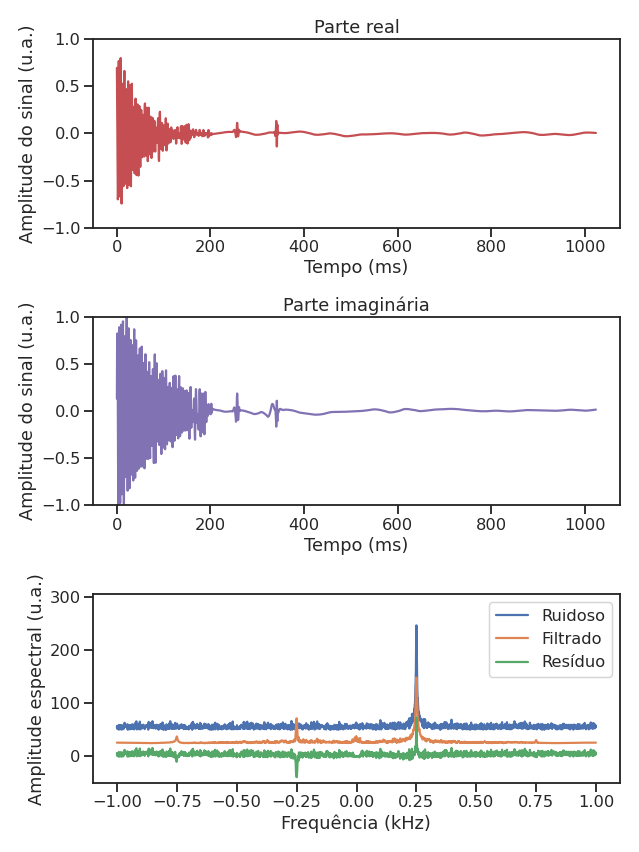 Parte real
Amplitude do sinal (u.a.)
1.0
0.5
0.0
−0.5
−1.0
0 200 400 600 800 1000
Tempo (ms)
Parte imaginária
Amplitude do sinal (u.a.)
1.0
0.5
0.0
−0.5
−1.0
0 200 400 600 800 1000
Tempo (ms)
Amplitude espectral (u.a.)
300
200
100
0
Ruidoso
Filtrado
Resíduo
−1.00 −0.75 −0.50 −0.25 0.00 0.25 0.50 0.75 1.00
Frequência (kHz)